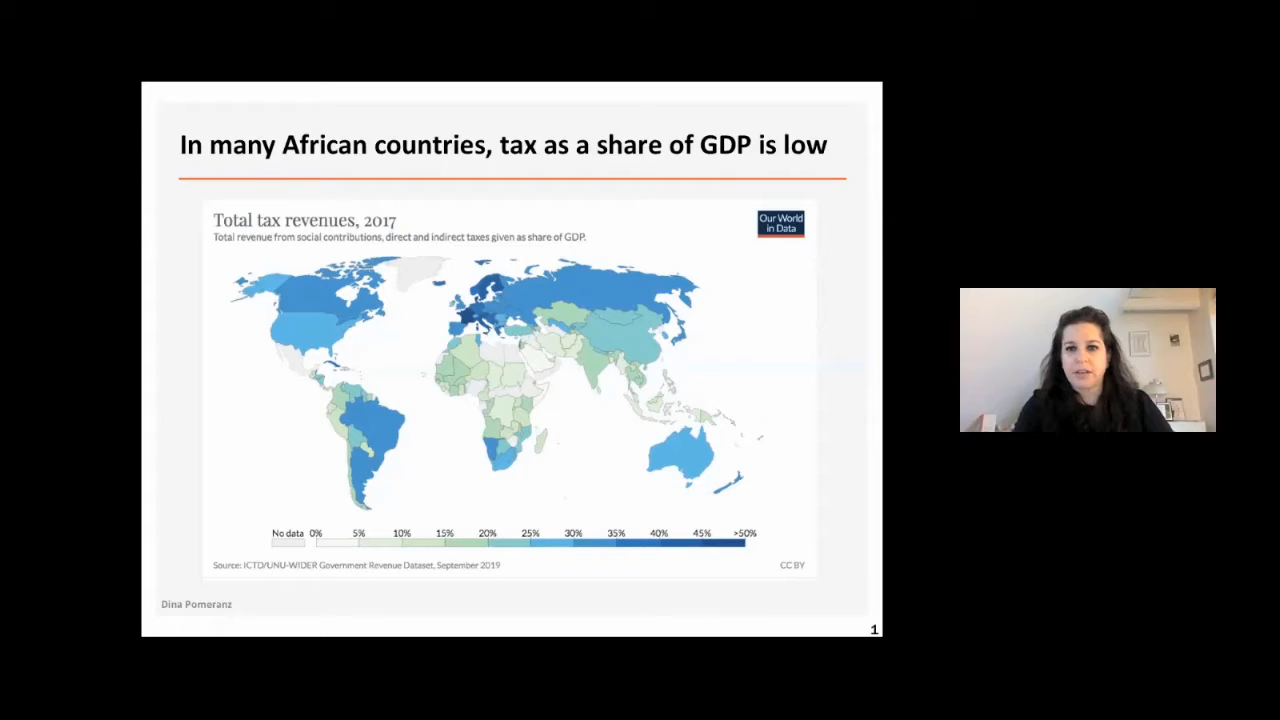 In many African countries, tax as a share of GDP is low
Total tax revenues, 2017
Our World
in Data
Total revenue from social contributions, direct and indirect taxes given as share of GDP.
No data 0% 5% 10% 15% 20% 25% 30% 35% 40% 45% >50%
Source: ICTD/UNU-WIDER Government Revenue Dataset, September 2019
CC BY
Dina Pomeranz
1